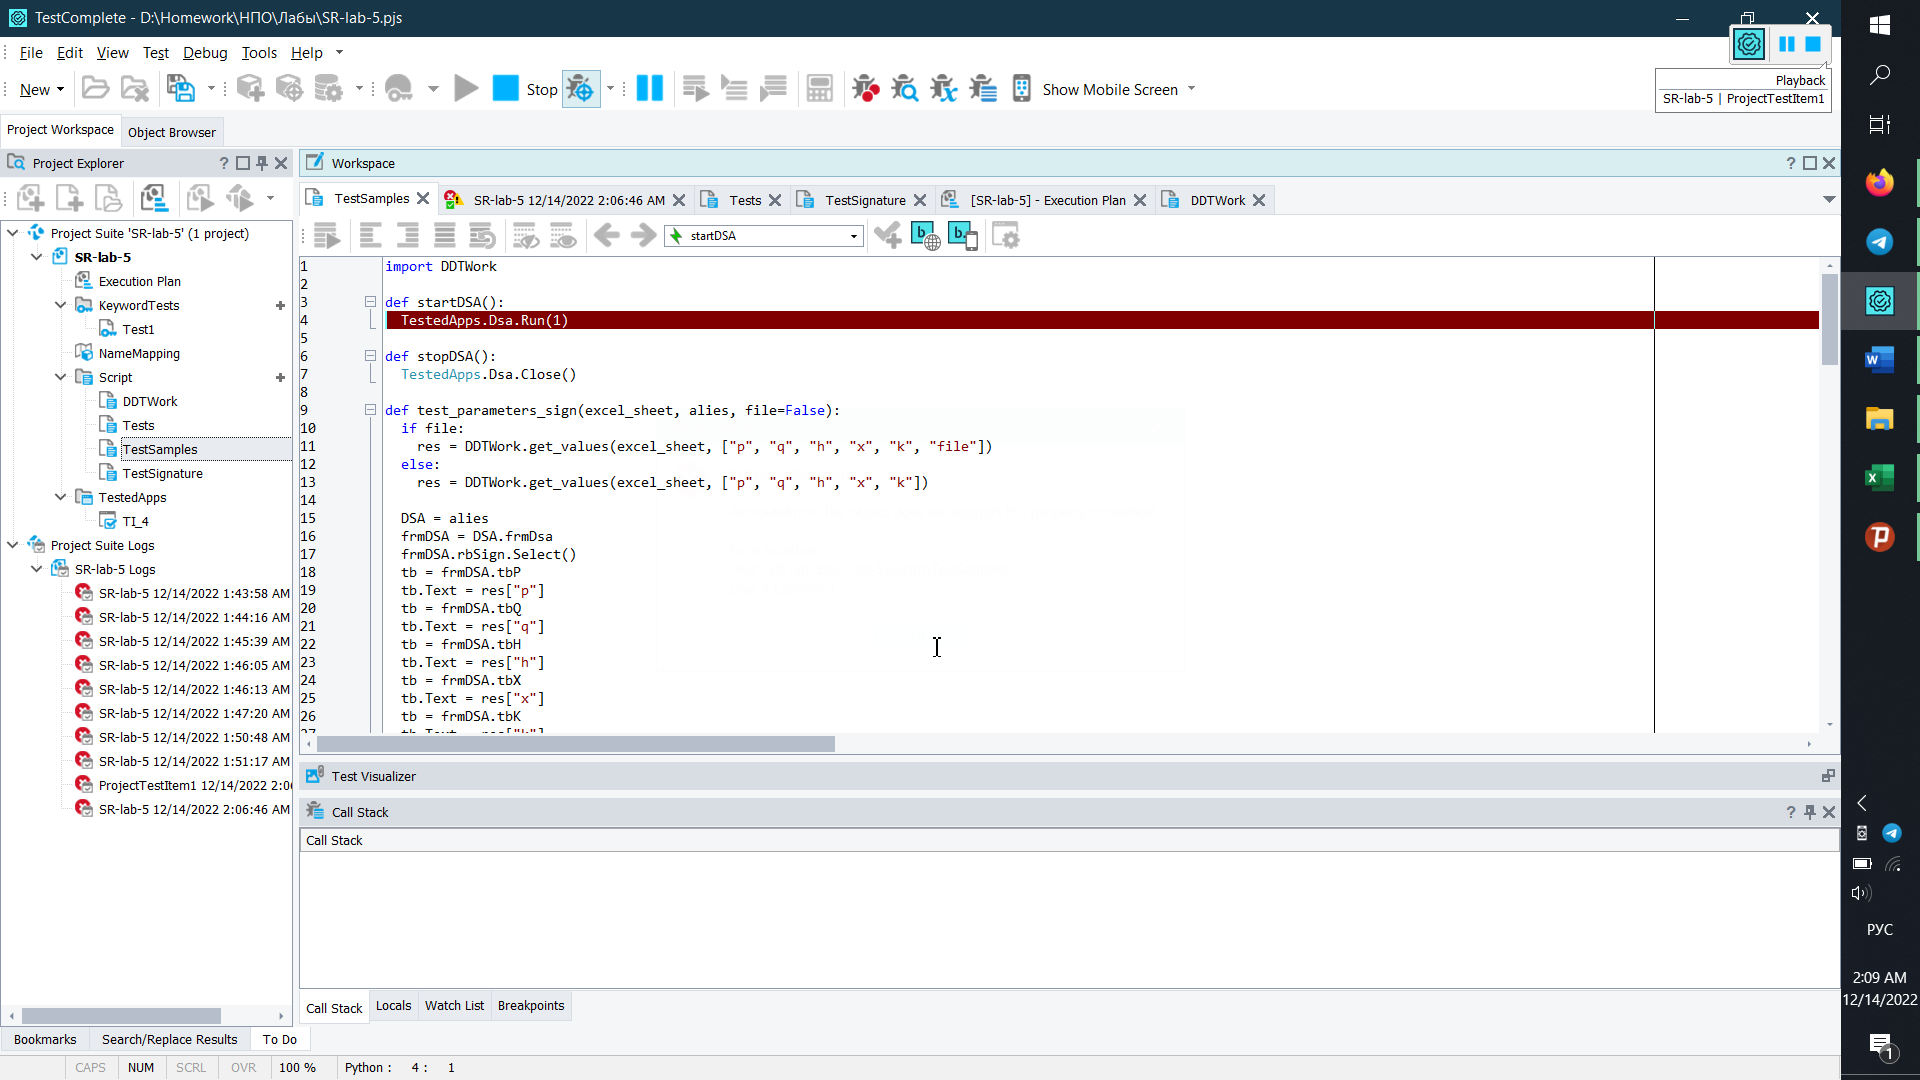 TestComplete - D:\Homework\НПО\Лабы\SR-lab-5.pjs
File Edit View Test Debug Tools Help
New Stop Show Mobile Screen
Playback
SR-lab-5 | ProjectTestItem1
Project Workspace Object Browser
Project Explorer
Workspace
TestSamples SR-lab-5 12/14/2022 2:06:46 AM Tests TestSignature [SR-lab-5] - Execution Plan DDTWork
startDSA
Project Suite 'SR-lab-5' (1 project)
SR-lab-5
Execution Plan
KeywordTests
Test1
NameMapping
Script
DDTWork
Tests
TestSamples
TestSignature
TestedApps
TI_4
Project Suite Logs
SR-lab-5 Logs
SR-lab-5 12/14/2022 1:43:58 AM
SR-lab-5 12/14/2022 1:44:16 AM
SR-lab-5 12/14/2022 1:45:39 AM
SR-lab-5 12/14/2022 1:46:05 AM
SR-lab-5 12/14/2022 1:46:13 AM
SR-lab-5 12/14/2022 1:47:20 AM
SR-lab-5 12/14/2022 1:50:48 AM
SR-lab-5 12/14/2022 1:51:17 AM
ProjectTestItem1 12/14/2022
SR-lab-5 12/14/2022 2:06:46 AM
1 import DDTWork
2
3 def startDSA():
4 TestedApps.Dsa.Run(1)
5
6 def stopDSA():
7 TestedApps.Dsa.Close()
8
9 def test_parameters_sign(excel_sheet, alies, file=False):
10 if file:
11 res = DDTWork.get_values(excel_sheet, ["p", "q", "h", "x", "k", "file"])
12 else:
13 res = DDTWork.get_values(excel_sheet, ["p", "q", "h", "x", "k"])
14
15 DSA = alies
16 frmDSA = DSA.frmDsa
17 frmDSA.rbSign.Select()
18 tb = frmDSA.tbP
19 tb.Text = res["p"]
20 tb = frmDSA.tbQ
21 tb.Text = res["q"]
22 tb = frmDSA.tbH
23 tb.Text = res["h"]
24 tb = frmDSA.tbX
25 tb.Text = res["x"]
26 tb = frmDSA.tbK
Test Visualizer
Call Stack
Call Stack
Call Stack Locals Watch List Breakpoints
Bookmarks Search/Replace Results To Do
CAPS NUM SCRL OVR 100 % Python : 4 : 1
РУС
2:09 AM
12/14/2022
1